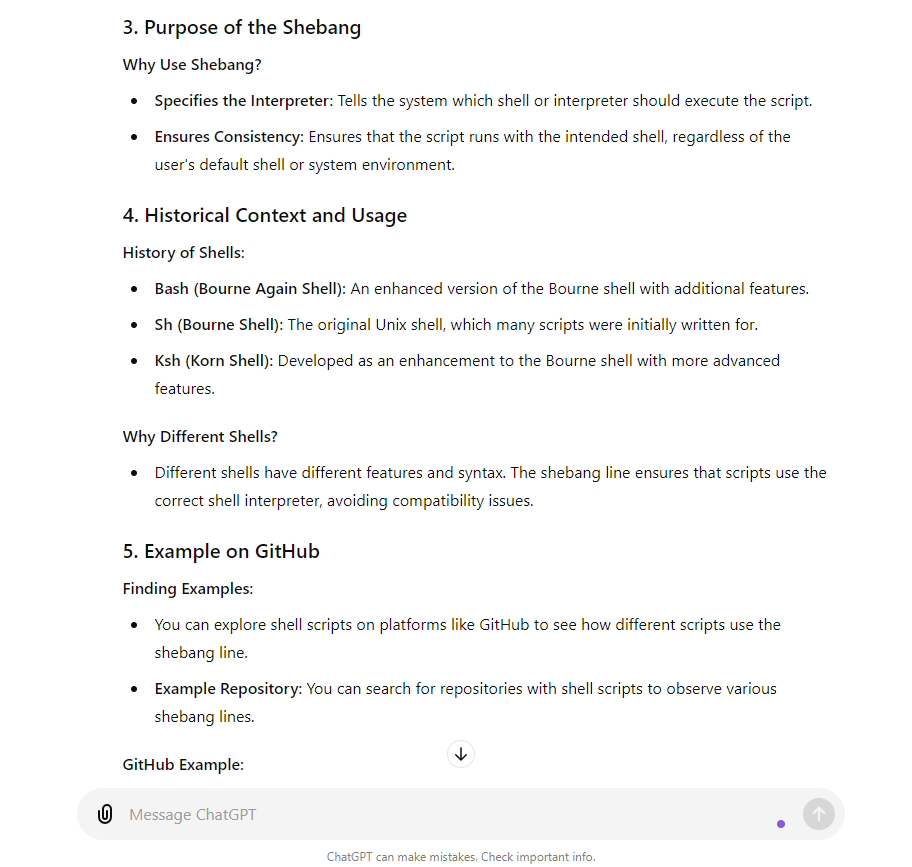 3. Purpose of the Shebang
Why Use Shebang?
Specifies the Interpreter: Tells the system which shell or interpreter should execute the script.
Ensures Consistency: Ensures that the script runs with the intended shell, regardless of the
user's default shell or system environment.
4. Historical Context and Usage
History of Shells:
Bash (Bourne Again Shell): An enhanced version of the Bourne shell with additional features.
Sh (Bourne Shell): The original Unix shell, which many scripts were initially written for.
Ksh (Korn Shell): Developed as an enhancement to the Bourne shell with more advanced
features.
Why Different Shells?
Different shells have different features and syntax. The shebang line ensures that scripts use the
correct shell interpreter, avoiding compatibility issues.
5. Example on GitHub
Finding Examples:
You can explore shell scripts on platforms like GitHub to see how different scripts use the
shebang line.
Example Repository: You can search for repositories with shell scripts to observe various
shebang lines.
GitHub Example:
Message ChatGPT
ChatGPT can make mistakes. Check important info.